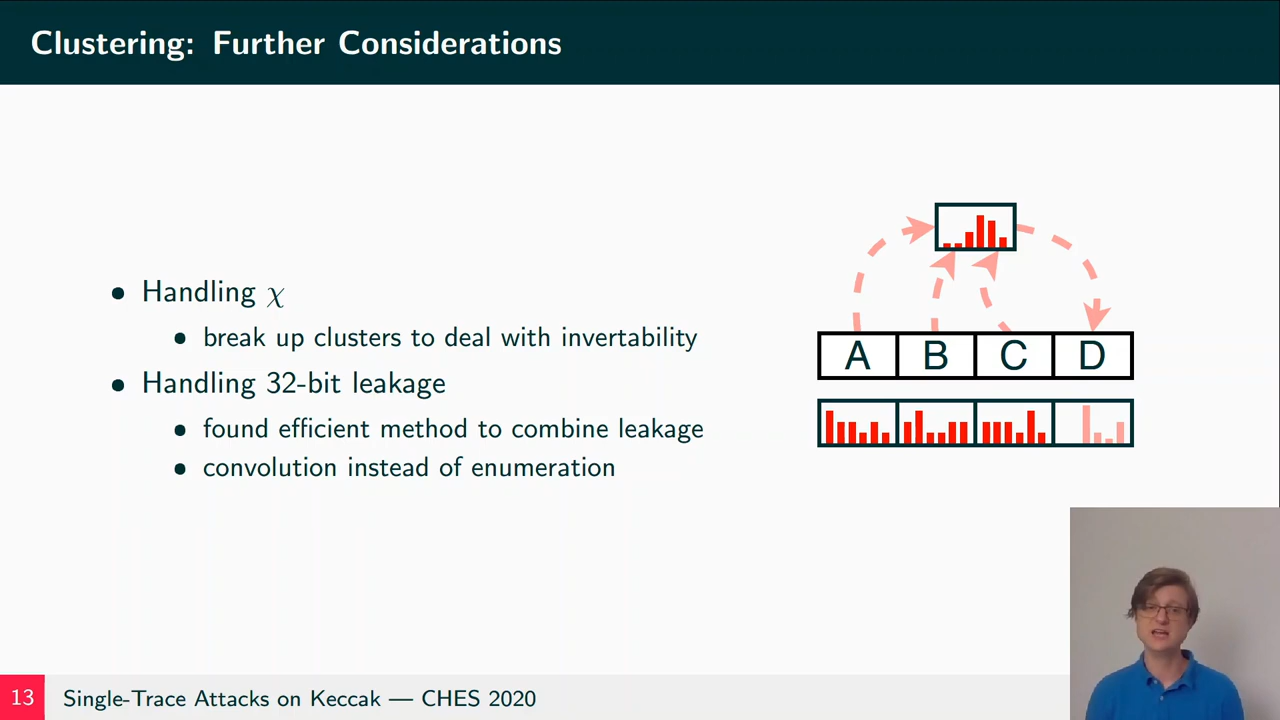 Clustering: Further Considerations
• Handling χ
• break up clusters to deal with invertability
• Handling 32-bit leakage
• found efficient method to combine leakage
• convolution instead of enumeration
A B C D
13 Single-Trace Attacks on Keccak — CHES 2020